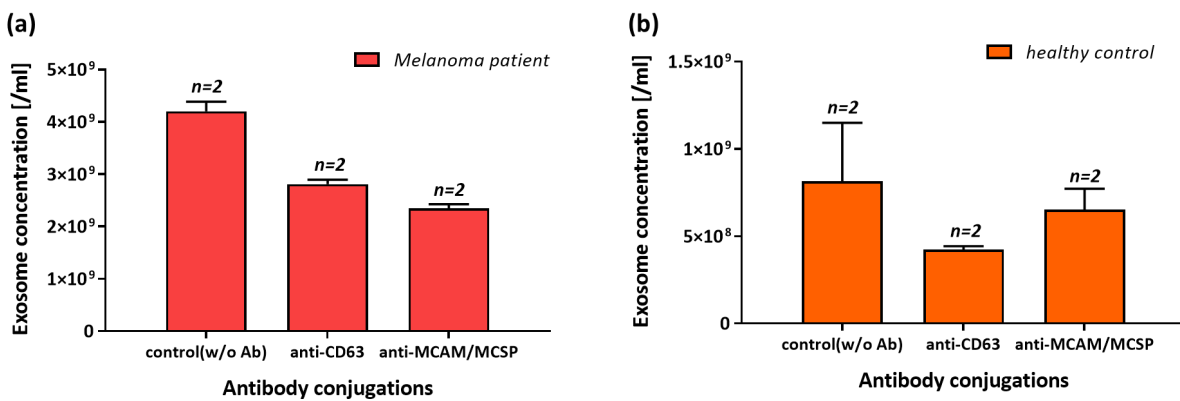 (a)
Melanoma patient
Exosome concentration [/ml]
5×10⁹
4×10⁹
3×10⁹
2×10⁹
1×10⁹
0
n=2
n=2
n=2
control(w/o Ab)
anti-CD63
anti-MCAM/MCSP
Antibody conjugations
(b)
healthy control
Exosome concentration [/ml]
1.5×10⁹
1×10⁹
5×10⁸
0
n=2
n=2
n=2
control(w/o Ab)
anti-CD63
anti-MCAM/MCSP
Antibody conjugations